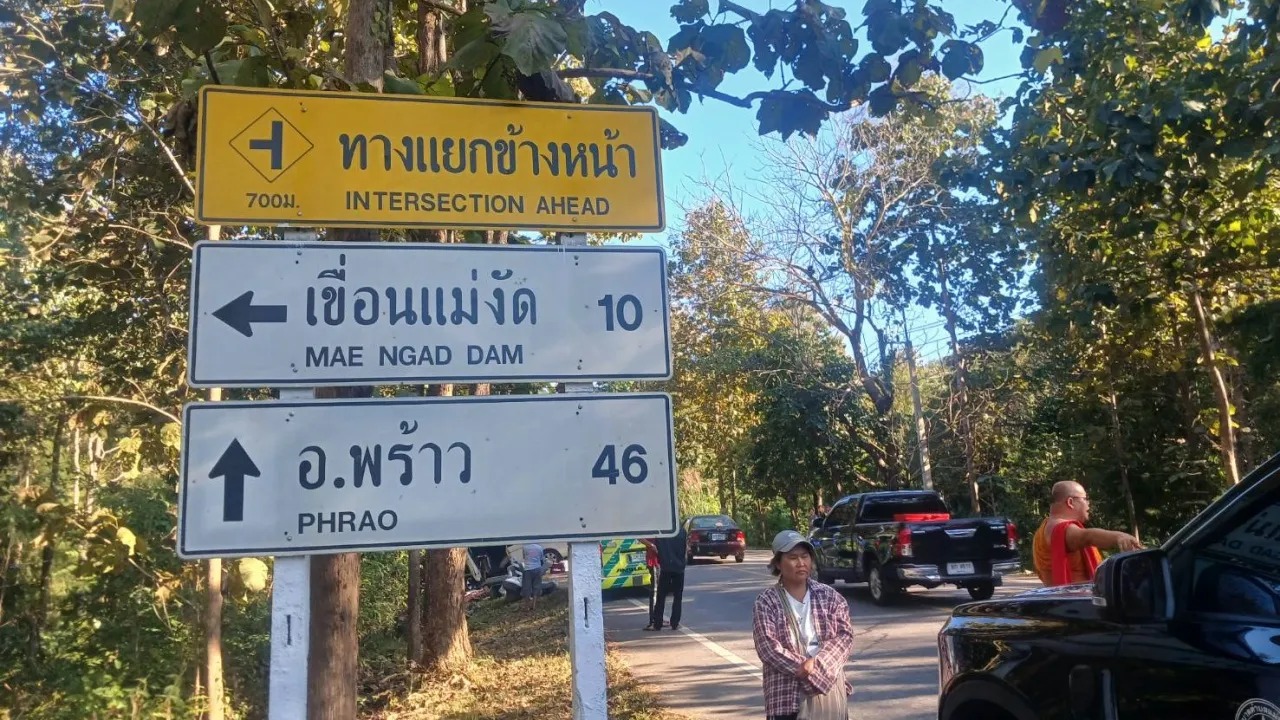 ทางแยกข้างหน้า
700ม. INTERSECTION AHEAD
เขื่อนแม่งัด 10
MAE NGAD DAM
อ.พร้าว 46
PHRAO